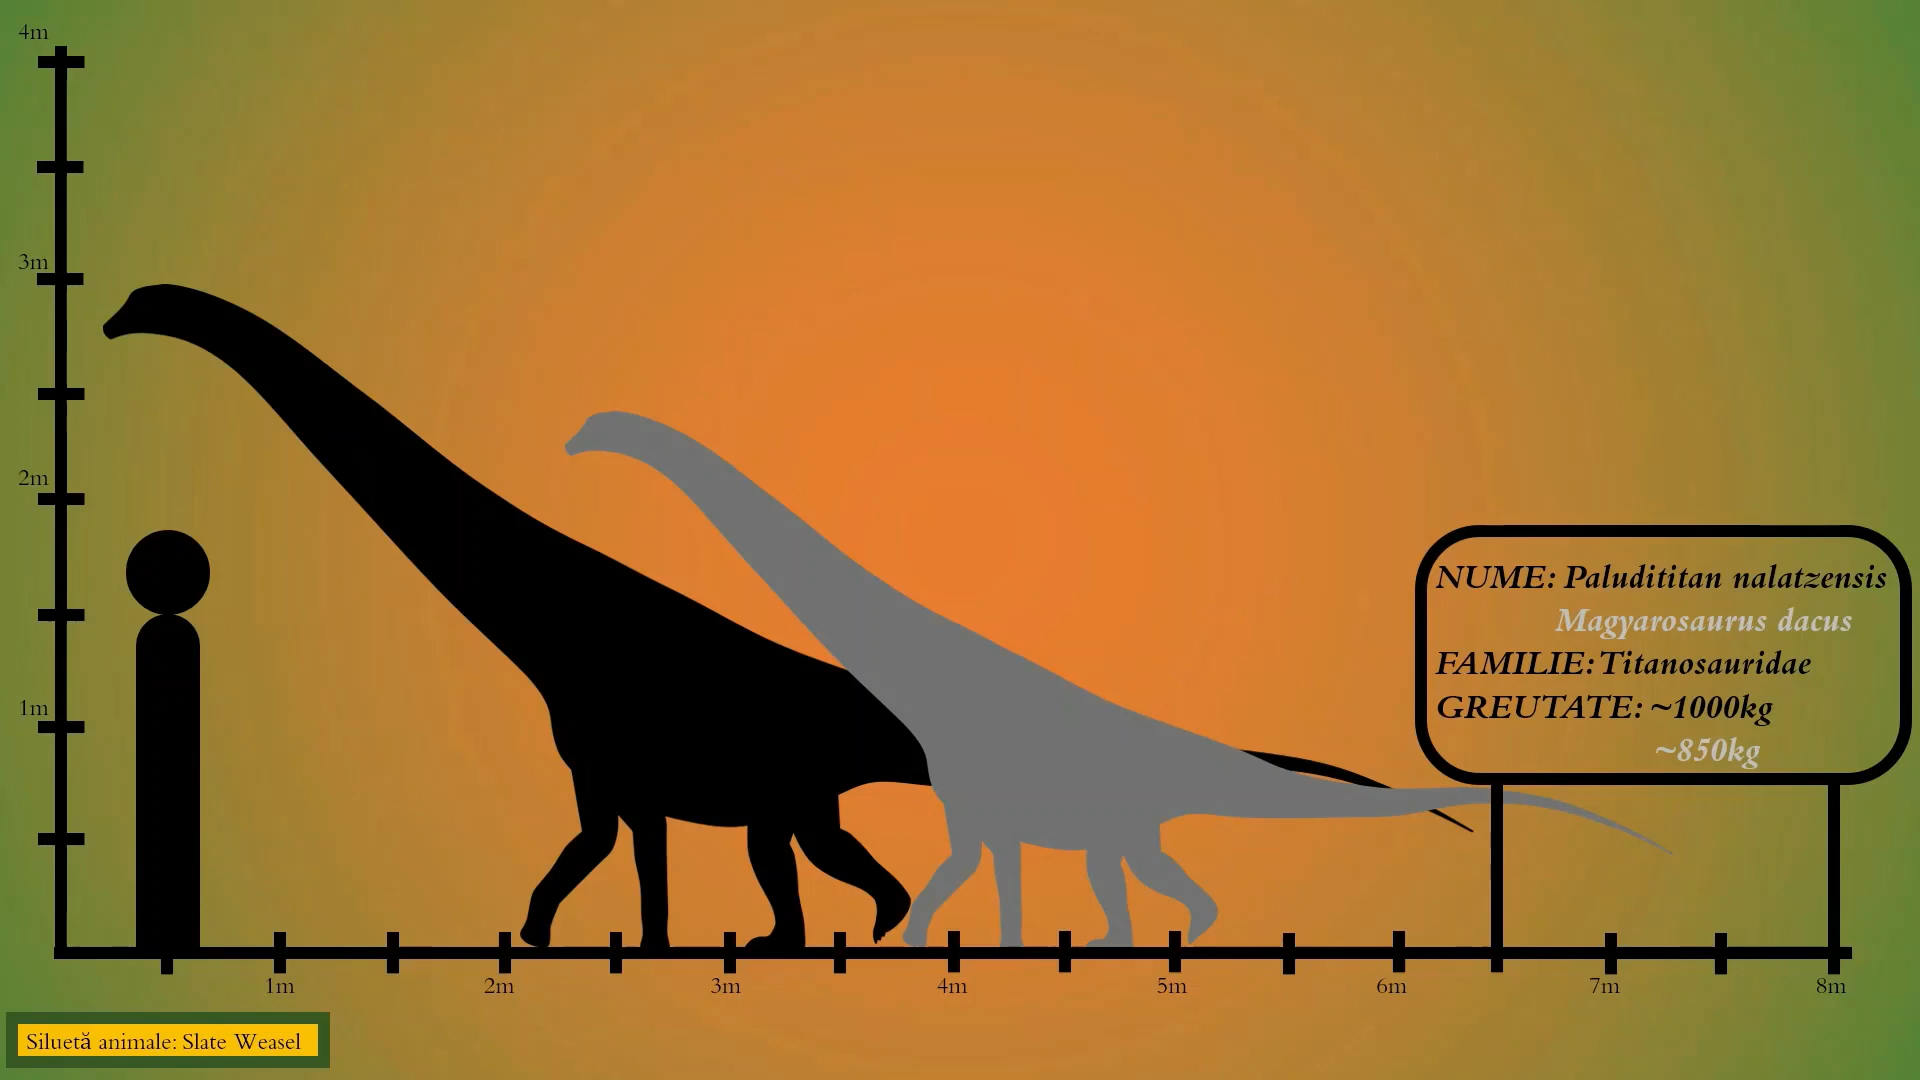 4m
3m
2m
1m
NUME: Paludititan nalatzensis
Magyarosaurus dacus
FAMILIE: Titanosauridae
GREUTATE: ~1000kg
~850kg
1m 2m 3m 4m 5m 6m 7m 8m
Siluetă animale: Slate Weasel